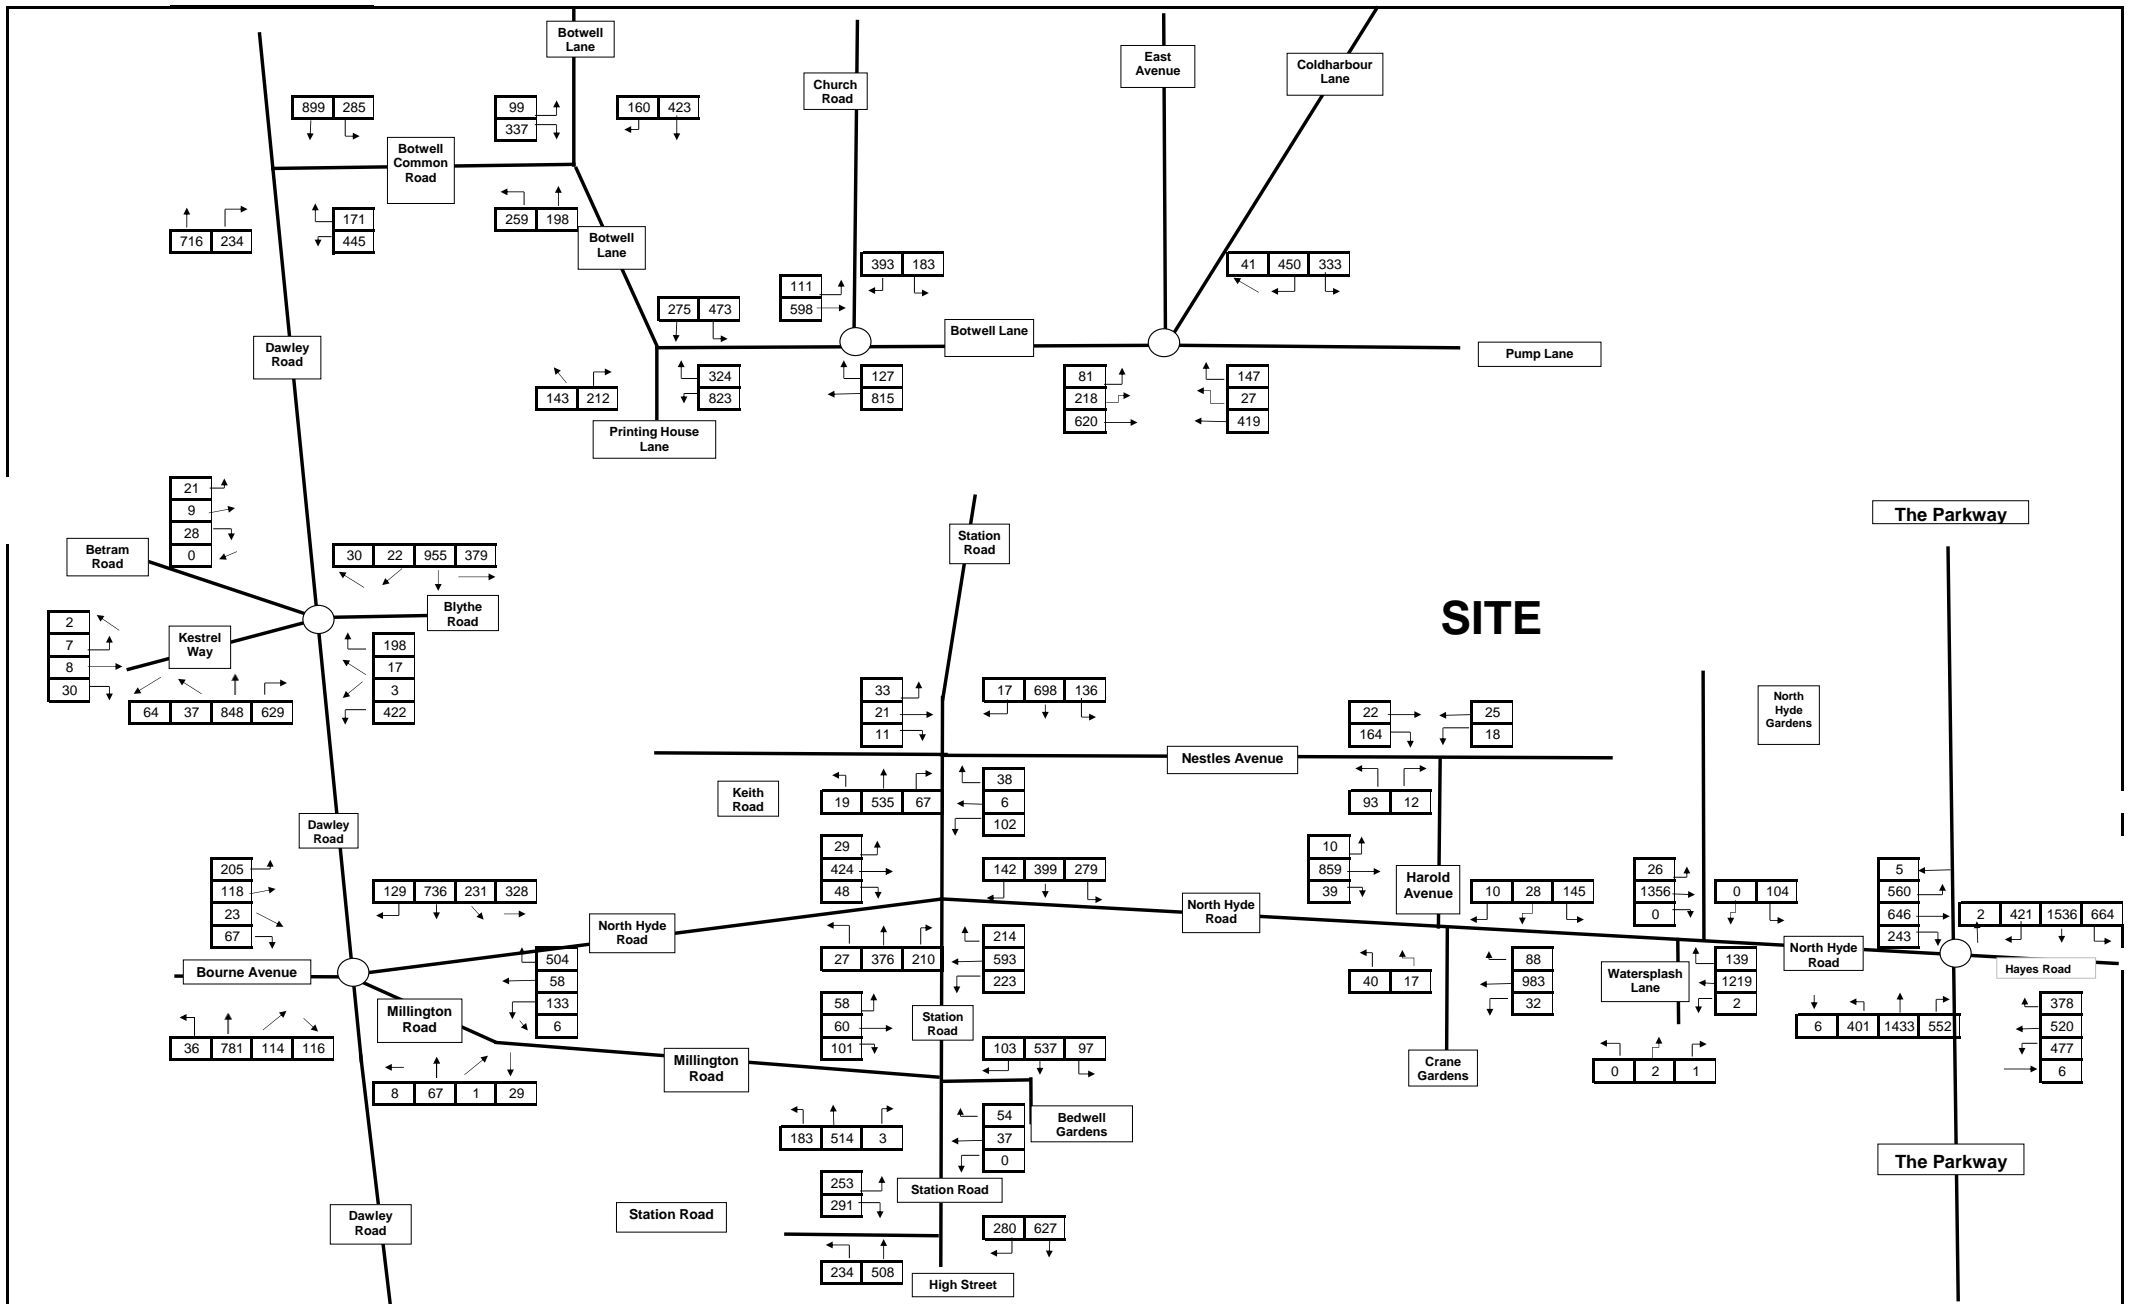 Botwell
Lane
East
Avenue
Coldharbour
Lane
Church
Road
899 285
99
337
160 423
Botwell
Common
Road
716 234
171
445
259 198
Botwell
Lane
393 183
41 450 333
111
598
275 473
Botwell Lane
Dawley
Road
Pump Lane
143 212
324
823
127
815
81
218
620
147
27
419
Printing House
Lane
21
9
28
0
Betram
Road
30 22 955 379
Station
Road
The Parkway
Blythe
Road
SITE
2
7
8
30
Kestrel
Way
198
17
3
422
64 37 848 629
33
21
11
17 698 136
22
164
25
18
North
Hyde
Gardens
Nestles Avenue
Keith
Road
19 535 67
38
6
102
93 12
Dawley
Road
205
118
23
67
129 736 231 328
29
424
48
142 399 279
10
859
39
Harold
Avenue
10 28 145
26
1356
0
0 104
5
560
646
243
2 421 1536 664
North Hyde
Road
North Hyde
Road
North Hyde
Road
Bourne Avenue
504
58
133
6
27 376 210
214
593
223
40 17
88
983
32
Watersplash
Lane
139
1219
2
Hayes Road
Millington
Road
36 781 114 116
58
60
101
Station
Road
6 401 1433 552
378
520
477
6
8 67 1 29
Millington
Road
103 537 97
Crane
Gardens
0 2 1
183 514 3
54
37
0
Bedwell
Gardens
The Parkway
253
291
Station Road
Dawley
Road
Station Road
280 627
234 508
High Street